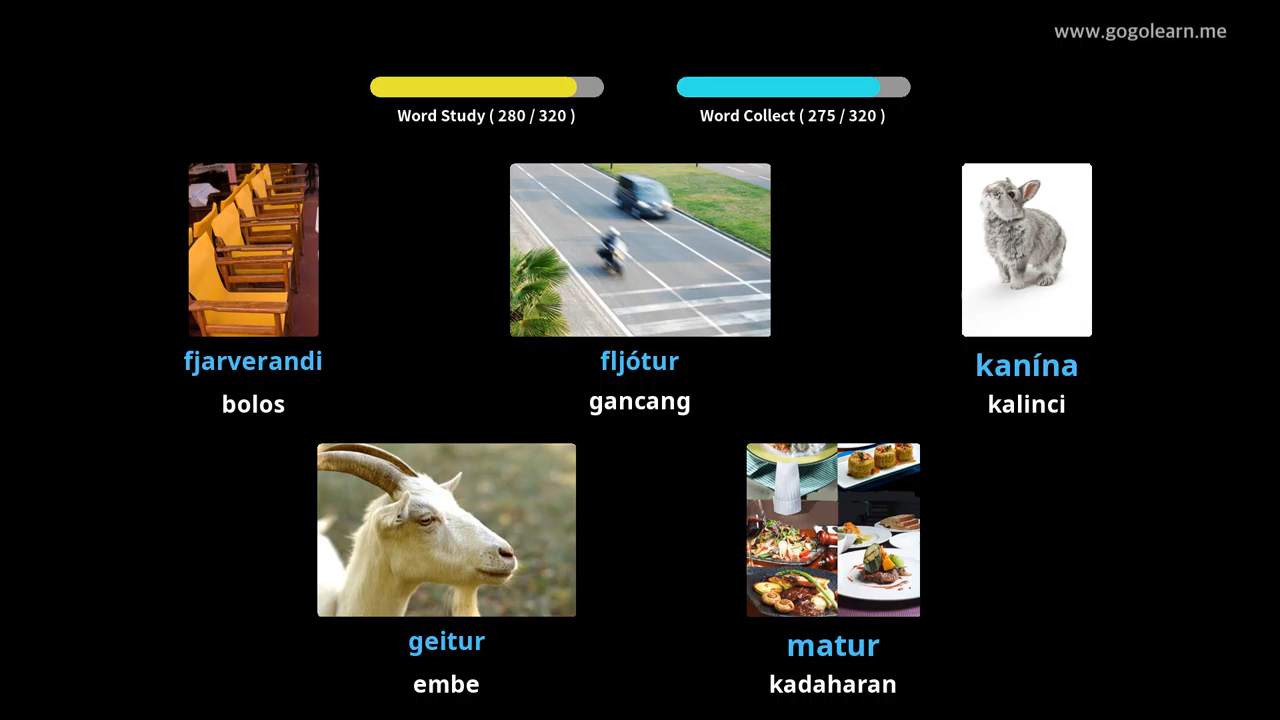 www.gogolearn.me
Word Study ( 280 / 320 )
Word Collect ( 275 / 320 )
fjarverandi
bolos
fljótur
gancang
kanína
kalinci
geitur
embe
matur
kadaharan